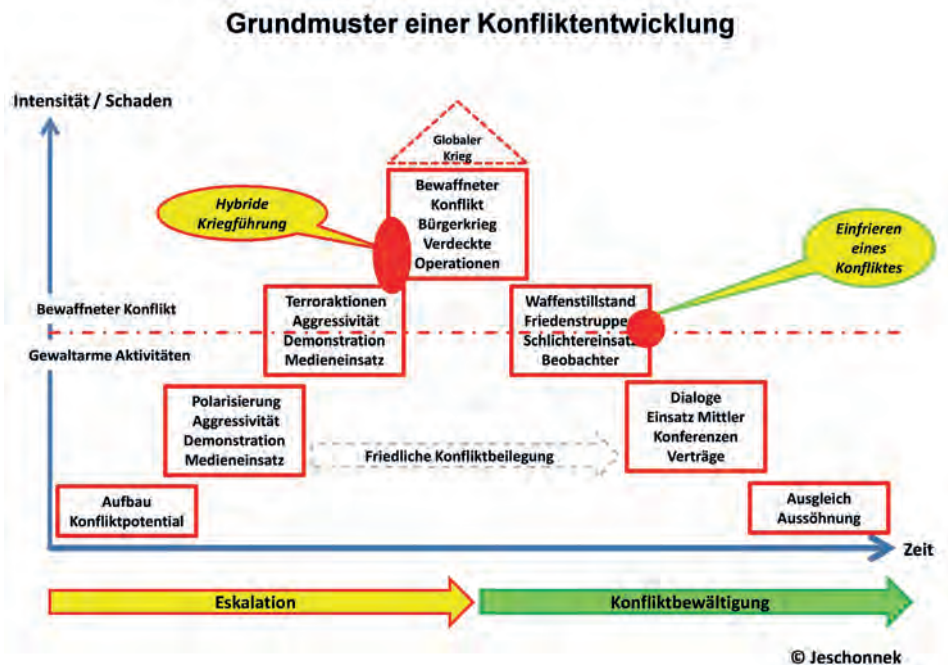 Grundmuster einer Konfliktentwicklung
Intensität / Schaden
Globaler
Krieg
Bewaffneter
Konflikt
Bürgerkrieg
Verdeckte
Operationen
Hybride
Kriegführung
Einfrieren
eines
Konfliktes
Bewaffneter Konflikt
Gewaltarme Aktivitäten
Terroraktionen
Aggressivität
Demonstration
Medieneinsatz
Waffenstillstand
Friedenstruppe
Schlichtereinsatz
Beobachter
Polarisierung
Aggressivität
Demonstration
Medieneinsatz
Friedliche Konfliktbeilegung
Dialoge
Einsatz Mittler
Konferenzen
Verträge
Aufbau
Konfliktpotential
Ausgleich
Aussöhnung
Zeit
Eskalation
Konfliktbewältigung
© Jeschonnek